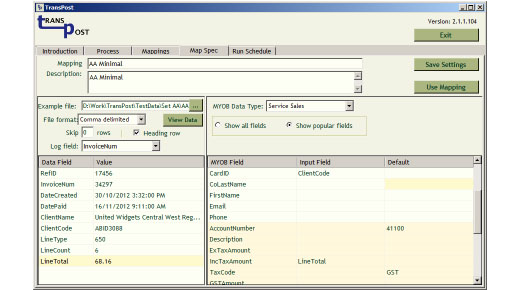 TransPost
TRANS POST
Version: 2.1.1.104
Exit
Introduction Process Mappings Map Spec Run Schedule
Mapping AA Minimal
Save Settings
Description: AA Minimal
Use Mapping
Example file: D:\Work\TransPost\TestData\Set AA\AA ...
MYOB Data Type: Service Sales
File format: Comma delimited View Data
Show all fields Show popular fields
Skip 0 rows Heading row
Log field: InvoiceNum
Data Field Value
RefID 17456
InvoiceNum 34297
DateCreated 30/10/2012 3:32:00 PM
DatePaid 16/11/2012 9:11:00 AM
ClientName United Widgets Central West Reg...
ClientCode ABID3088
LineType 650
LineCount 6
LineTotal 68.16
MYOB Field Input Field Default
CardID ClientCode
CoLastName
FirstName
Email
Phone
AccountNumber 41100
Description
ExTaxAmount
IncTaxAmount LineTotal
TaxCode GST
GSTAmount